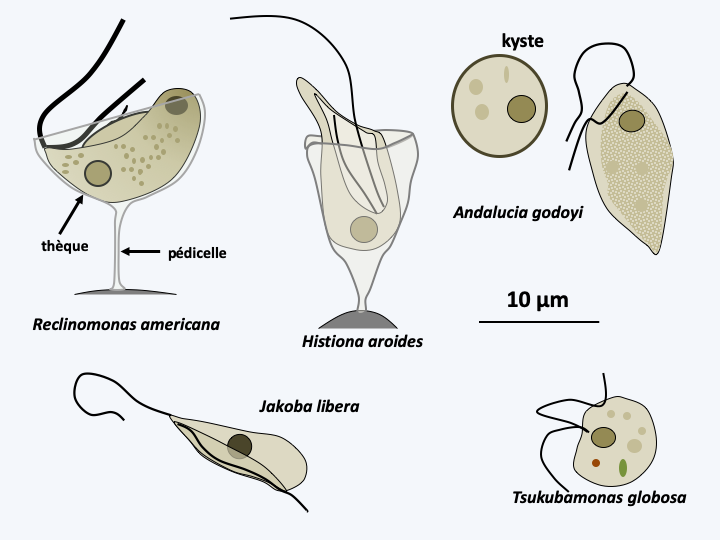 kyste
Andalucia godoyi
thèque
pédicelle
10 µm
Reclinomonas americana
Histiona aroides
Jakoba libera
Tsukubamonas globosa